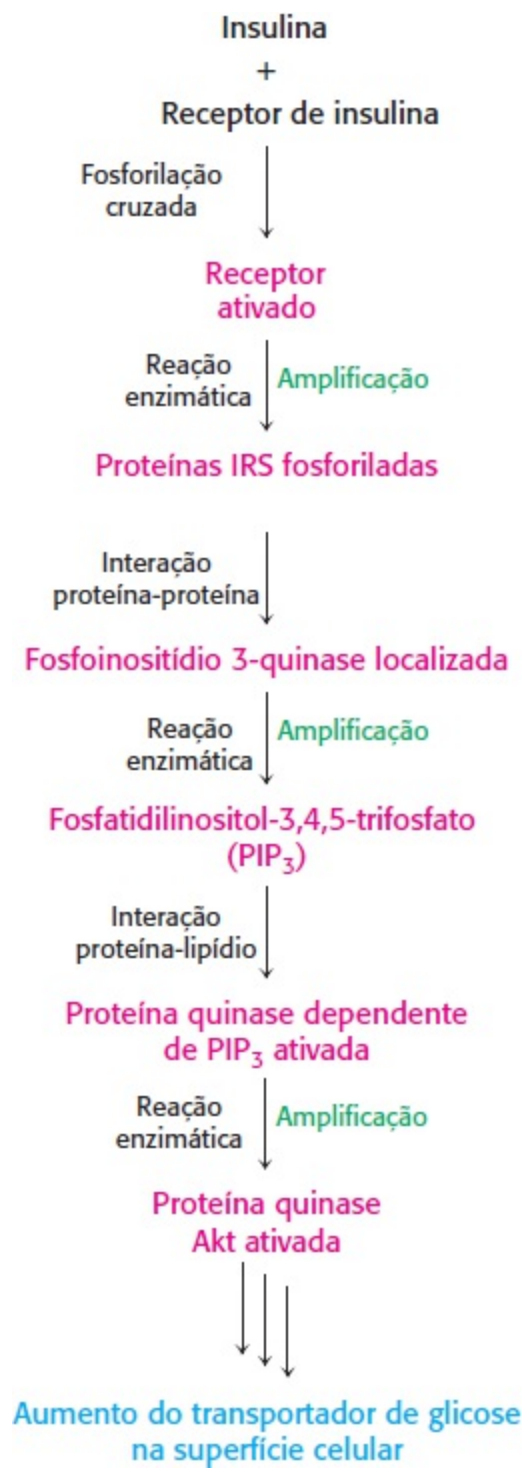 Insulina
+
Receptor de insulina
Fosforilação
cruzada
Receptor
ativado
Reação
enzimática
Amplificação
Proteínas IRS fosforiladas
Interação
proteína-proteína
Fosfoinositídio 3-quinase localizada
Reação
enzimática
Amplificação
Fosfatidilinositol-3,4,5-trifosfato
(PIP₃)
Interação
proteína-lipídio
Proteína quinase dependente
de PIP₃ ativada
Reação
enzimática
Amplificação
Proteína quinase
Akt ativada
Aumento do transportador de glicose
na superfície celular